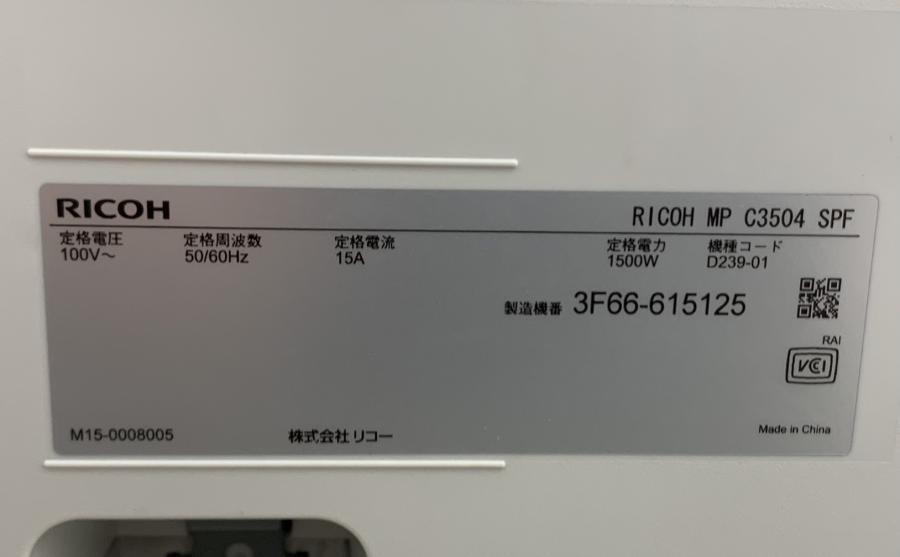 RICOH
RICOH MP C3504 SPF
定格電圧 定格周波数 定格電流 定格電力 機種コード
100V～ 50/60Hz 15A 1500W D239-01
製造機番 3F66-615125
RAI
VCI
M15-0008005 株式会社リコー Made in China